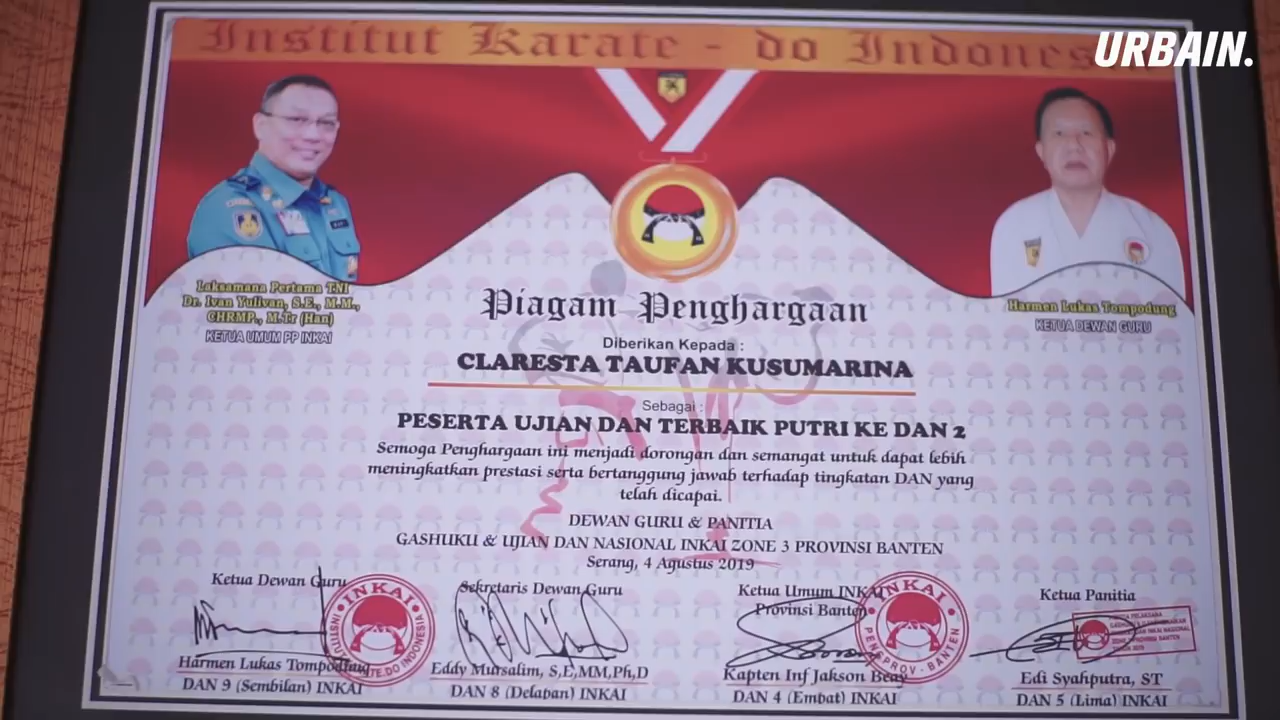 Institut Karate - do Indonesia
URBAIN.
Laksamana Pertama TNI
Dr. Ivan Yulivan, S.E., M.M.,
CHRMP., M.Tr (Han)
KETUA UMUM PP INKAI
Harmen Lukas Tompodung
KETUA DEWAN GURU
Piagam Penghargaan
Diberikan Kepada :
CLARESTA TAUFAN KUSUMARINA
Sebagai :
PESERTA UJIAN DAN TERBAIK PUTRI KE DAN 2
Semoga Penghargaan ini menjadi dorongan dan semangat untuk dapat lebih
meningkatkan prestasi serta bertanggung jawab terhadap tingkatan DAN yang
telah dicapai.
DEWAN GURU & PANITIA
GASHUKU & UJIAN DAN NASIONAL INKAI ZONE 3 PROVINSI BANTEN
Serang, 4 Agustus 2019
Ketua Dewan Guru
Sekretaris Dewan Guru
Ketua Umum INKAI
Provinsi Banten
Ketua Panitia
INKAI
INSTITUT KARATE DO INDONESIA
INKAI
PENGPROV - BANTEN
Harmen Lukas Tompodung
DAN 9 (Sembilan) INKAI
Eddy Mursalim, S,E,MM,Ph,D
DAN 8 (Delapan) INKAI
Kapten Inf Jakson Beay
DAN 4 (Empat) INKAI
Edi Syahputra, ST
DAN 5 (Lima) INKAI